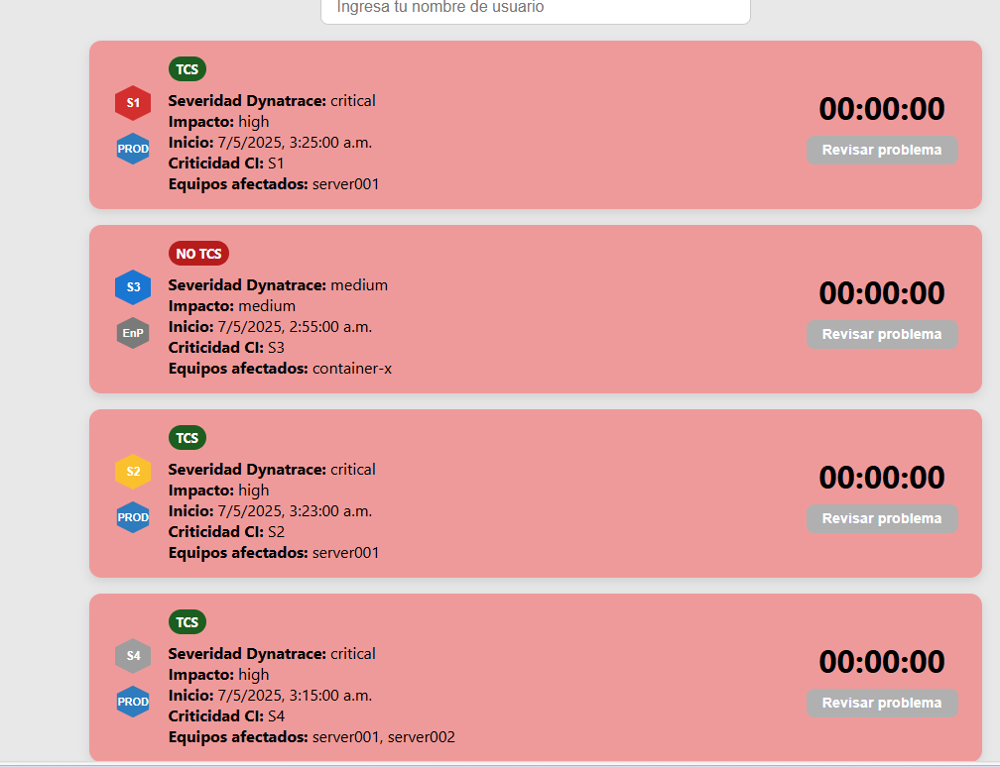 Ingresa tu nombre de usuario
TCS
S1
PROD
Severidad Dynatrace: critical
Impacto: high
Inicio: 7/5/2025, 3:25:00 a.m.
Criticidad CI: S1
Equipos afectados: server001
00:00:00
Revisar problema
NO TCS
S3
EnP
Severidad Dynatrace: medium
Impacto: medium
Inicio: 7/5/2025, 2:55:00 a.m.
Criticidad CI: S3
Equipos afectados: container-x
00:00:00
Revisar problema
TCS
S2
PROD
Severidad Dynatrace: critical
Impacto: high
Inicio: 7/5/2025, 3:23:00 a.m.
Criticidad CI: S2
Equipos afectados: server001
00:00:00
Revisar problema
TCS
S4
PROD
Severidad Dynatrace: critical
Impacto: high
Inicio: 7/5/2025, 3:15:00 a.m.
Criticidad CI: S4
Equipos afectados: server001, server002
00:00:00
Revisar problema